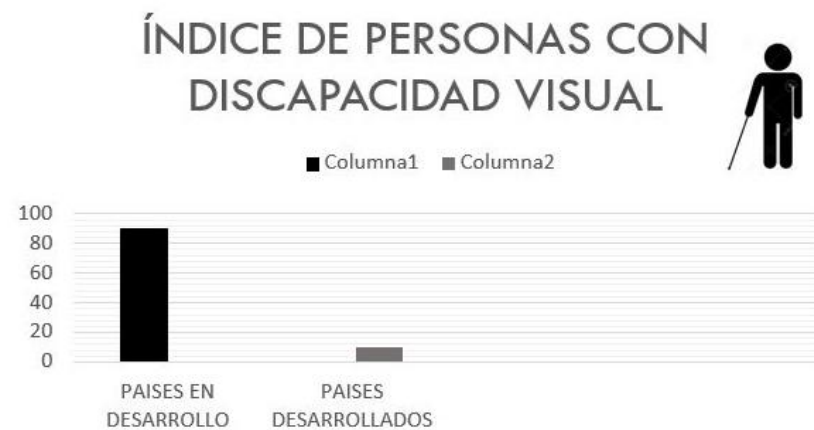 ÍNDICE DE PERSONAS CON
DISCAPACIDAD VISUAL
Columna1 Columna2
100
80
60
40
20
0
PAISES EN
DESARROLLO
PAISES
DESARROLLADOS